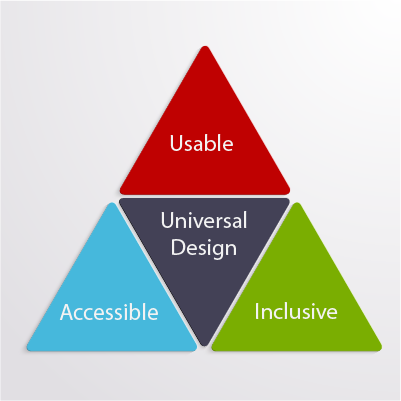 Usable
Universal
Design
Accessible
Inclusive